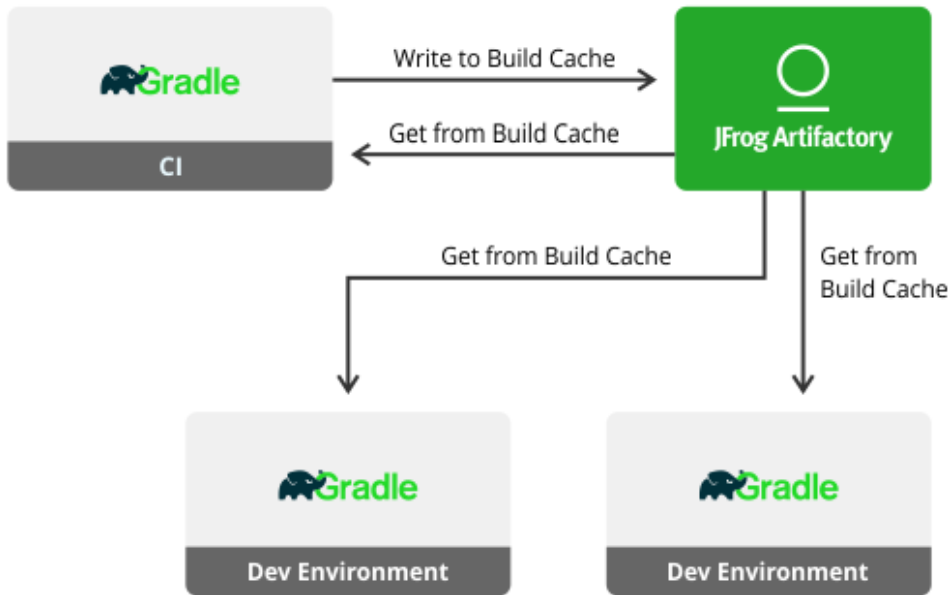 Gradle
CI
Write to Build Cache
Get from Build Cache
JFrog Artifactory
Get from Build Cache
Get from
Build Cache
Gradle
Dev Environment
Gradle
Dev Environment